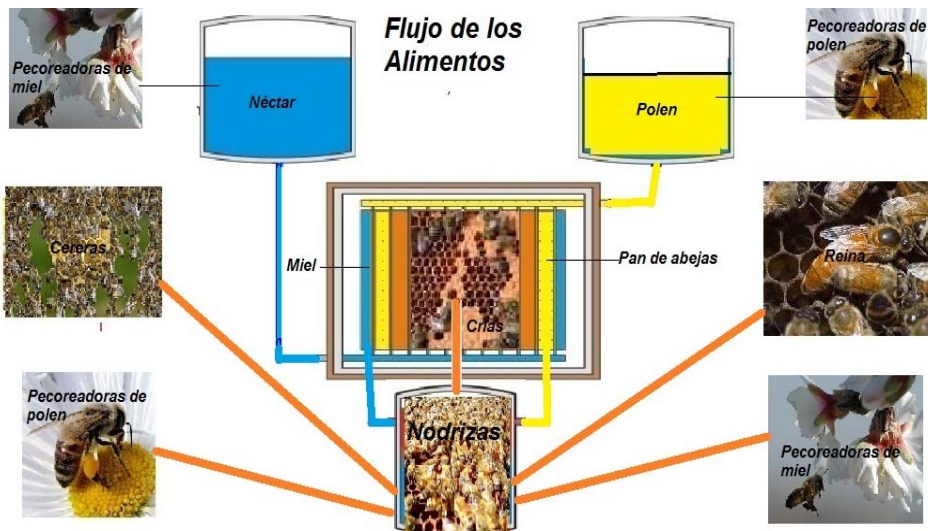 Flujo de los
Alimentos
Pecoreadoras de
miel
Néctar
Polen
Pecoreadoras de
polen
Cereras
Miel
Crias
Pan de abejas
Reina
Pecoreadoras de
polen
Nodrizas
Pecoreadoras de
miel